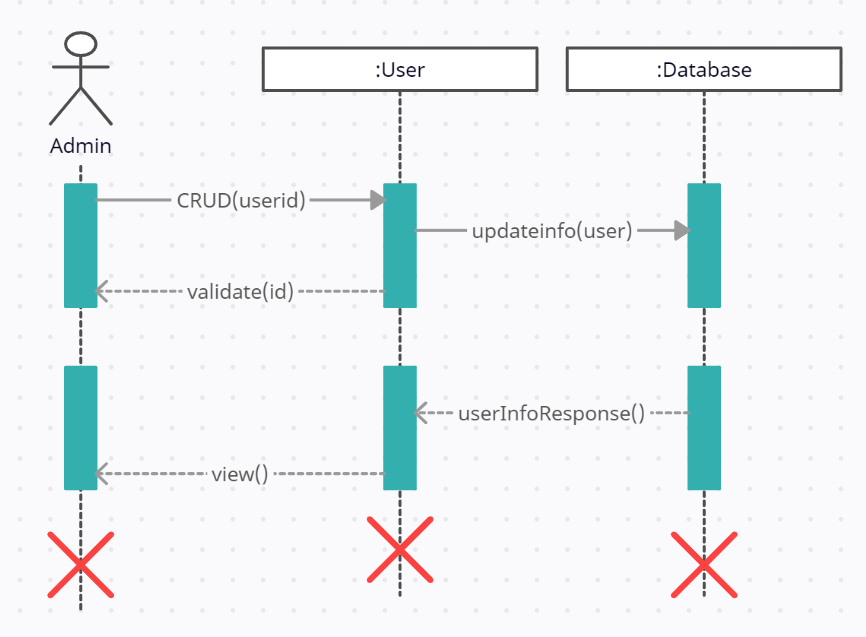 :User
:Database
Admin
CRUD(userid)
updateinfo(user)
validate(id)
userInfoResponse()
view()